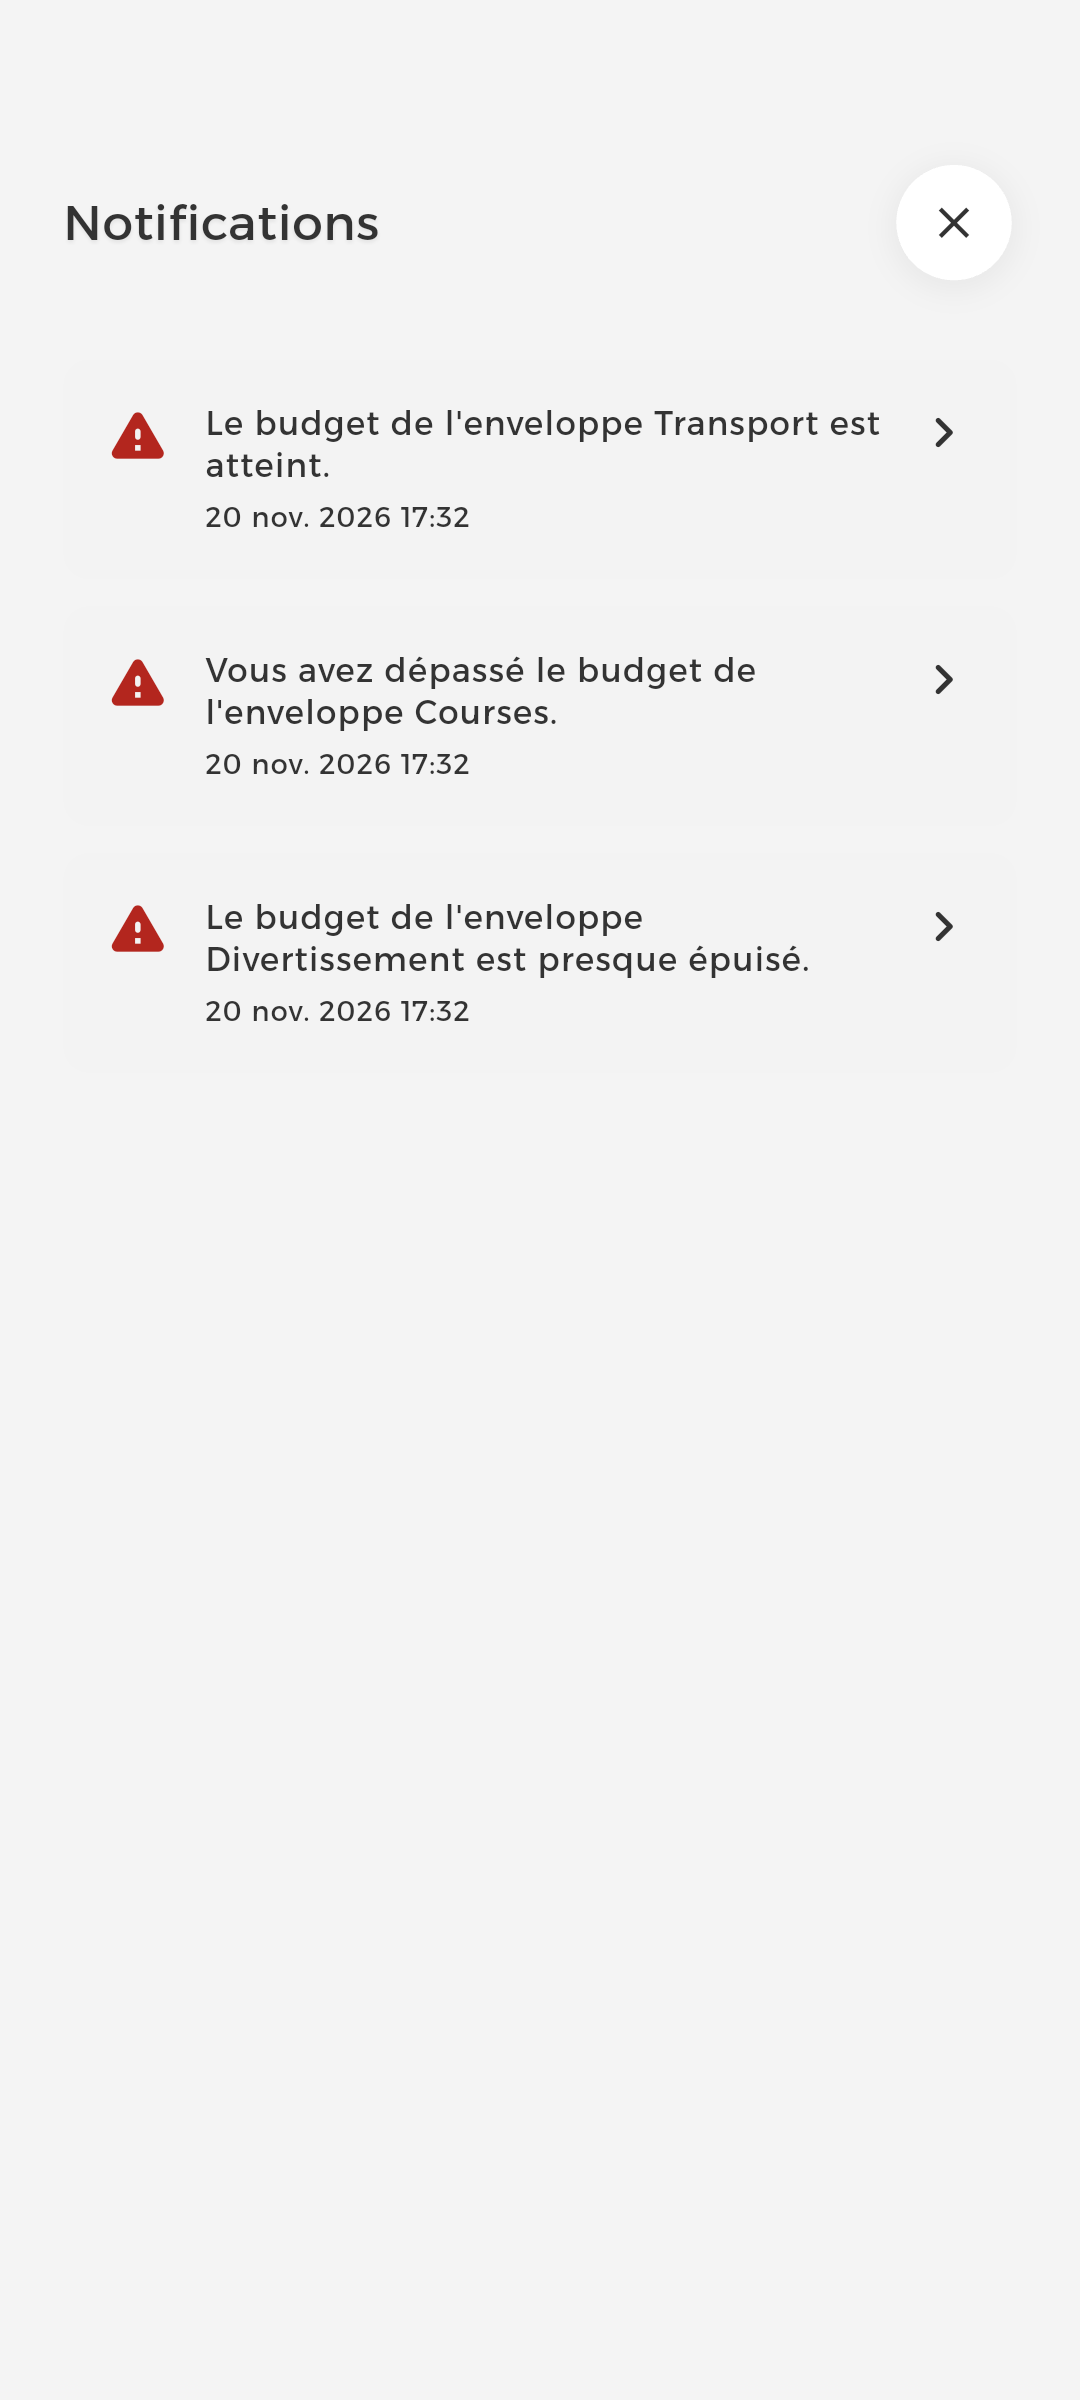 Notifications
Le budget de l'enveloppe Transport est
atteint.
20 nov. 2026 17:32
Vous avez dépassé le budget de
l'enveloppe Courses.
20 nov. 2026 17:32
Le budget de l'enveloppe
Divertissement est presque épuisé.
20 nov. 2026 17:32